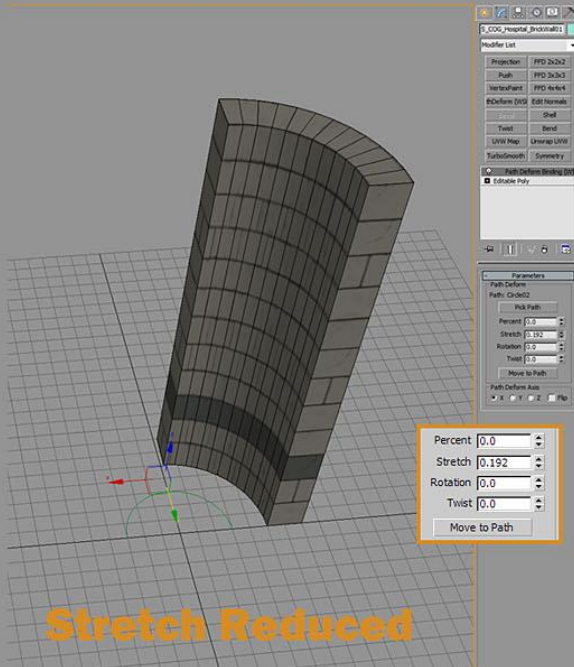 S_COG_Hospital_BrickWall01
Modifier List
Projection FFD 2x2x2
Push FFD 3x3x3
VertexPaint FFD 4x4x4
thDeform (WSI Edit Normals
Shell
Twist Bend
UVW Map Unwrap UVW
TurboSmooth Symmetry
Path Deform Binding (W
Editable Poly
Parameters
Path Deform
Path: Circle02
Pick Path
Percent 0.0
Stretch 0.192
Rotation 0.0
Twist 0.0
Move to Path
Path Deform Axis
X Y Z Flip
Percent 0.0
Stretch 0.192
Rotation 0.0
Twist 0.0
Move to Path
Stretch Reduced